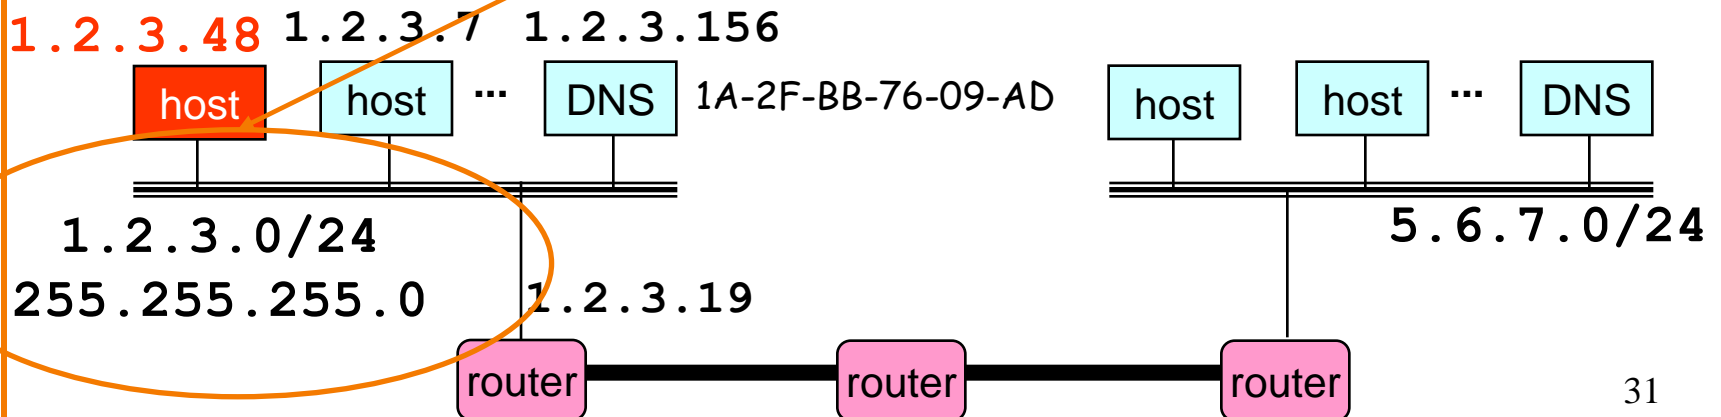 1.2.3.48 1.2.3.7 1.2.3.156
host host ... DNS 1A-2F-BB-76-09-AD host host ... DNS
1.2.3.0/24 5.6.7.0/24
255.255.255.0 1.2.3.19
router router router
31